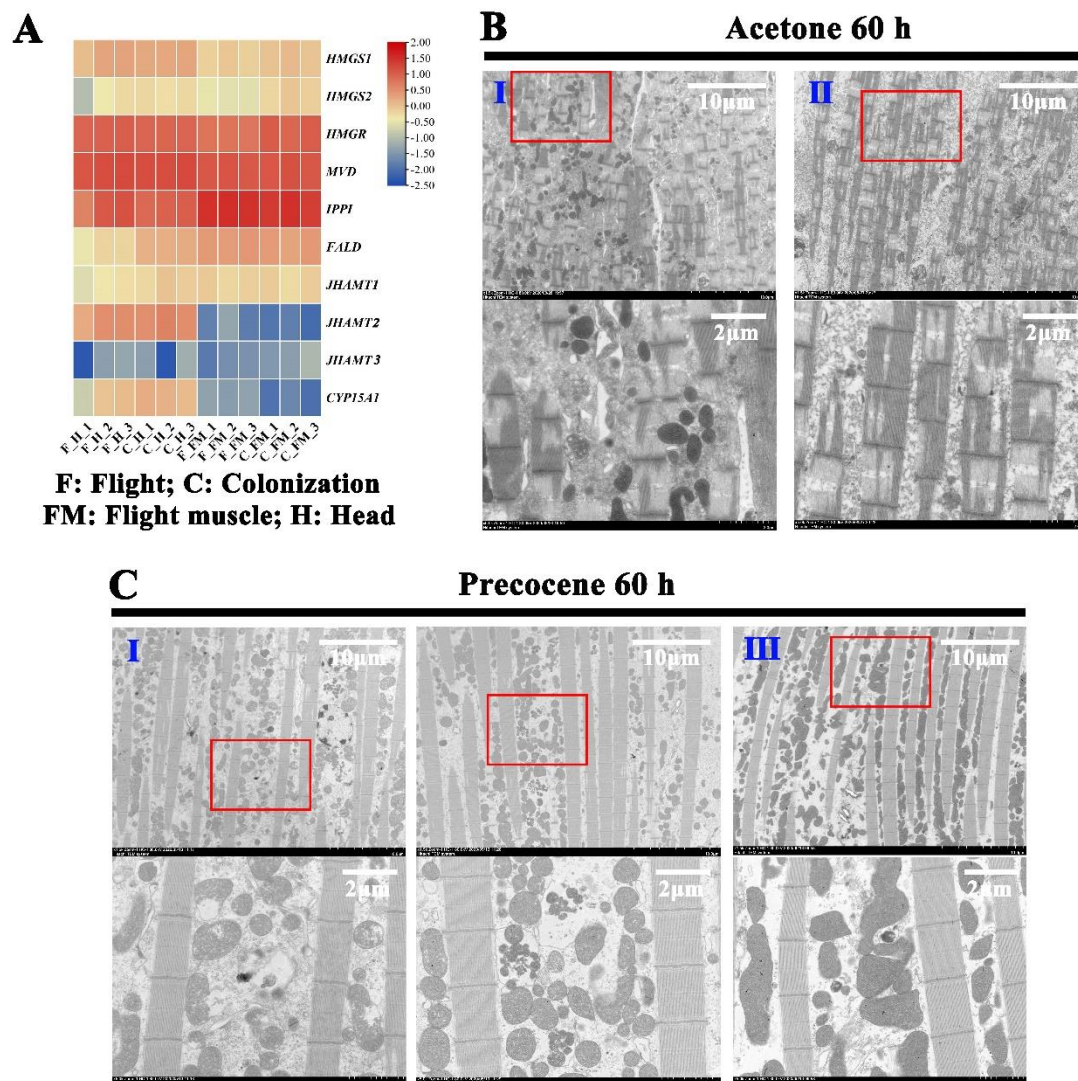 A
2.00
1.50
1.00
0.50
0.00
-0.50
-1.00
-1.50
-2.00
-2.50
HMGS1
HMGS2
HMGR
MVD
IPPI
FALD
JHAMT1
JHAMT2
JHAMT3
CYP15A1
F_H_1
F_H_2
F_H_3
C_H_1
C_H_2
C_H_3
F_FM_1
F_FM_2
F_FM_3
C_FM_1
C_FM_2
C_FM_3
F: Flight; C: Colonization
FM: Flight muscle; H: Head
B
Acetone 60 h
I
10μm
II
10μm
2μm
2μm
C
Precocene 60 h
I
10μm
10μm
III
10μm
2μm
2μm
2μm